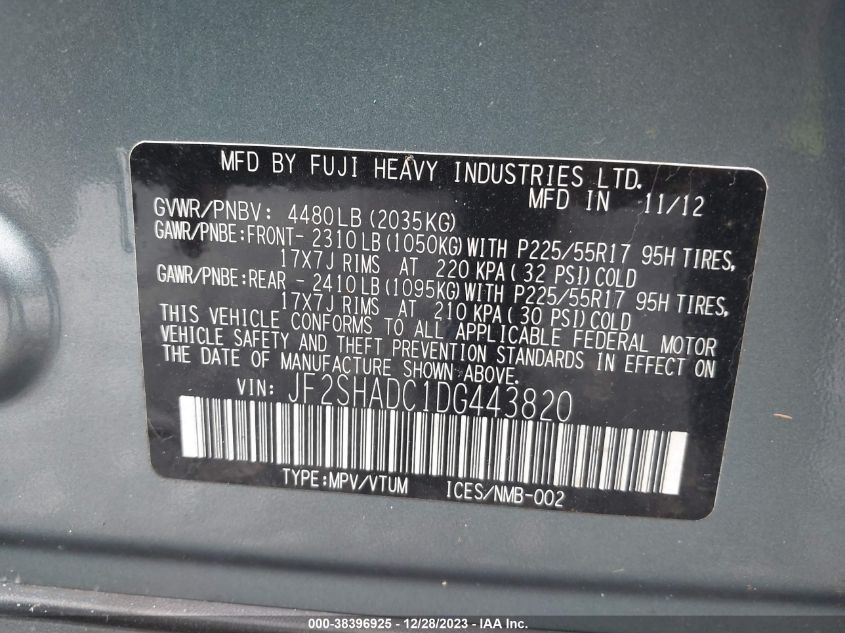 MFD BY FUJI HEAVY INDUSTRIES LTD.
MFD IN 11/12
GVWR/PNBV: 4480LB(2035KG)
GAWR/PNBE:FRONT- 2310LB(1050KG)WITH P225/55R17 95H TIRES,
17X7J RIMS AT 220 KPA(32 PSI)COLD
GAWR/PNBE:REAR - 2410LB(1095KG)WITH P225/55R17 95H TIRES,
17X7J RIMS AT 210 KPA(30 PSI)COLD
THIS VEHICLE CONFORMS TO ALL APPLICABLE FEDERAL MOTOR
VEHICLE SAFETY AND THEFT PREVENTION STANDARDS IN EFFECT ON
THE DATE OF MANUFACTURE SHOWN ABOVE.
VIN: JF2SHADC1DG443820
TYPE:MPV/VTUM ICES/NMB-002
000-38396925 - 12/28/2023 - IAA Inc.